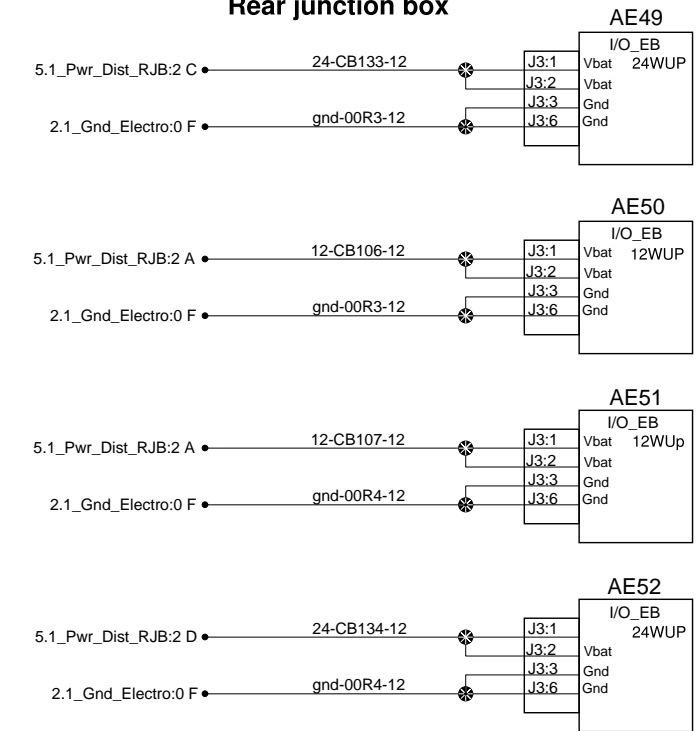 Rear junction box
AE49
I/O_EB
5.1_Pwr_Dist_RJB:2 C 24-CB133-12 J3:1 Vbat 24WUP
J3:2 Vbat
J3:3 Gnd
2.1_Gnd_Electro:0 F gnd-00R3-12 J3:6 Gnd
AE50
I/O_EB
5.1_Pwr_Dist_RJB:2 A 12-CB106-12 J3:1 Vbat 12WUP
J3:2 Vbat
J3:3 Gnd
2.1_Gnd_Electro:0 F gnd-00R3-12 J3:6 Gnd
AE51
I/O_EB
5.1_Pwr_Dist_RJB:2 A 12-CB107-12 J3:1 Vbat 12WUp
J3:2 Vbat
J3:3 Gnd
2.1_Gnd_Electro:0 F gnd-00R4-12 J3:6 Gnd
AE52
I/O_EB
5.1_Pwr_Dist_RJB:2 D 24-CB134-12 J3:1 24WUP
J3:2 Vbat
J3:3 Gnd
2.1_Gnd_Electro:0 F gnd-00R4-12 J3:6 Gnd